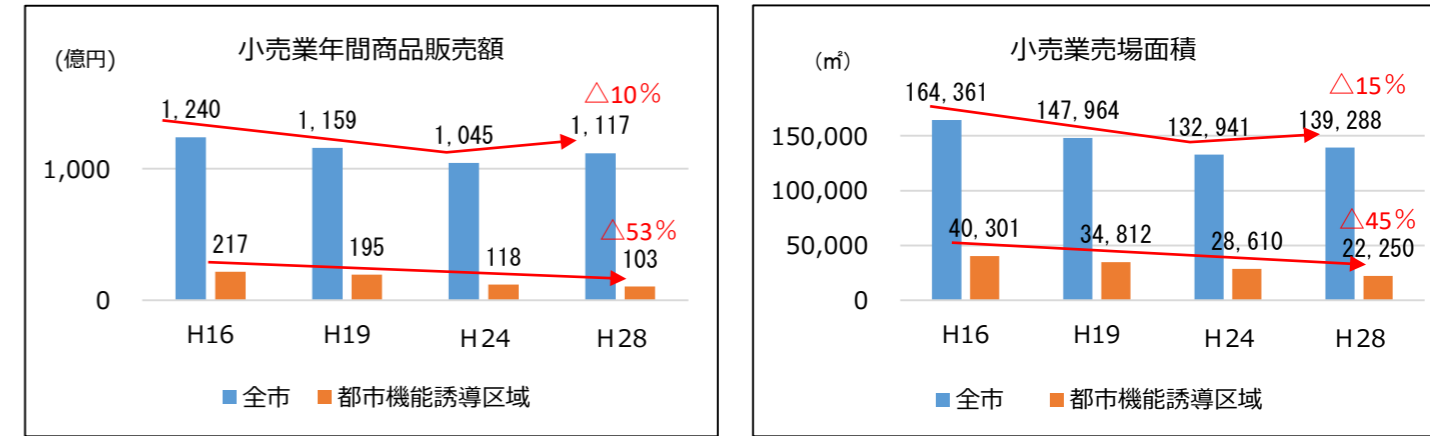 小売業年間商品販売額
(億円)
△10%
1,240
1,159
1,045
1,117
1,000
△53%
217
195
118
103
0
H16
H19
H24
H28
全市
都市機能誘導区域
小売業売場面積
(㎡)
△15%
164,361
147,964
132,941
139,288
150,000
100,000
△45%
40,301
34,812
28,610
22,250
50,000
0
H16
H19
H24
H28
全市
都市機能誘導区域